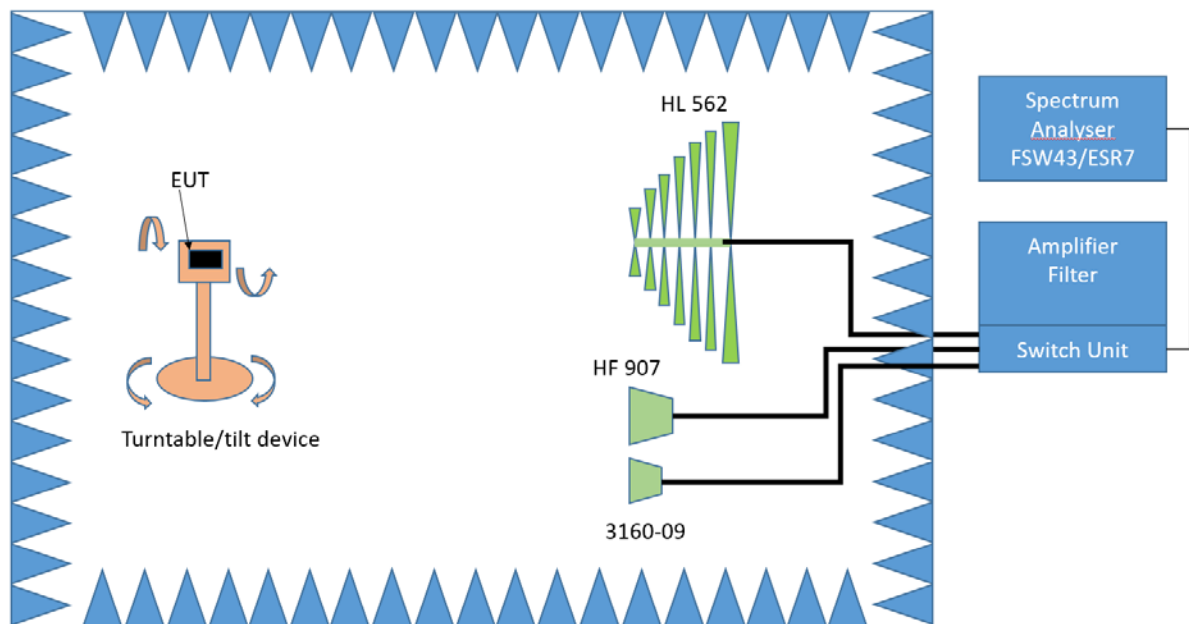 HL 562
Spectrum
Analyser
FSW43/ESR7
EUT
Amplifier
Filter
Switch Unit
HF 907
Turntable/tilt device
3160-09